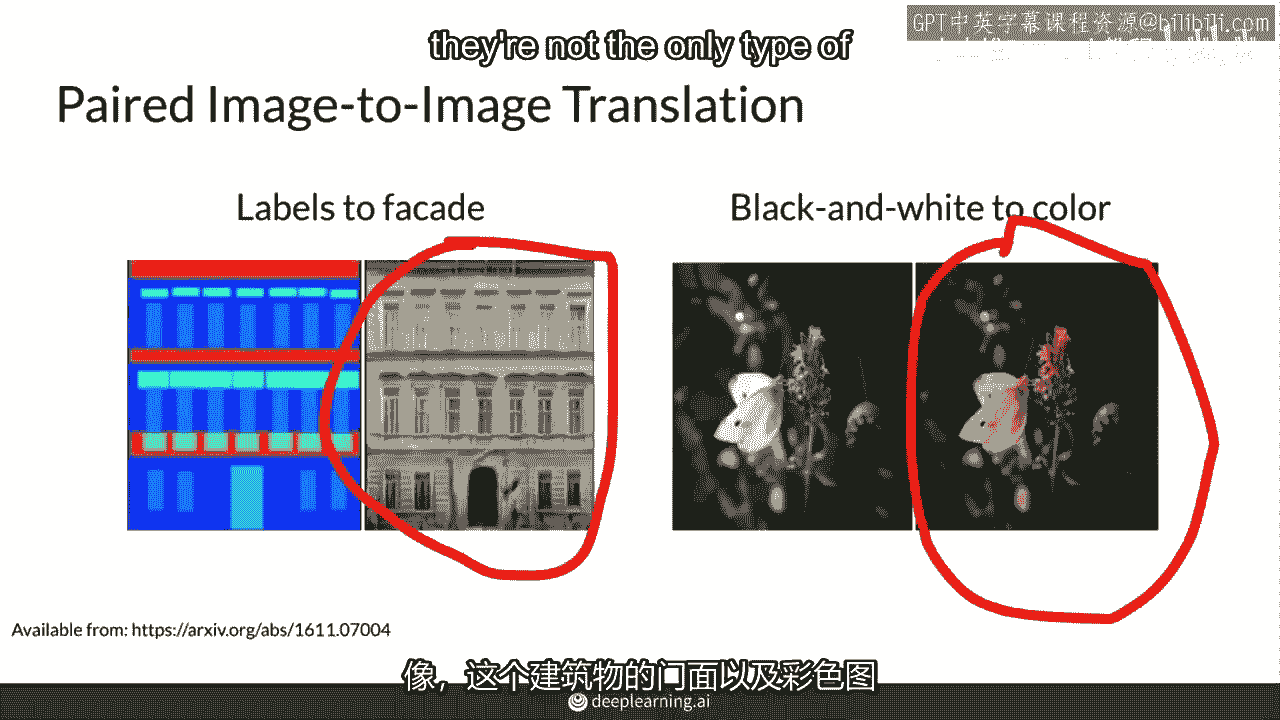 GPT中英字幕课程资源@bilibili.com
they're not the only type of
Paired Image-to-Image Translation
Labels to facade
Black-and-white to color
Available from: https://arxiv.org/abs/1611.07004
像，这个建筑物的门面以及彩色图
deeplearning.ai